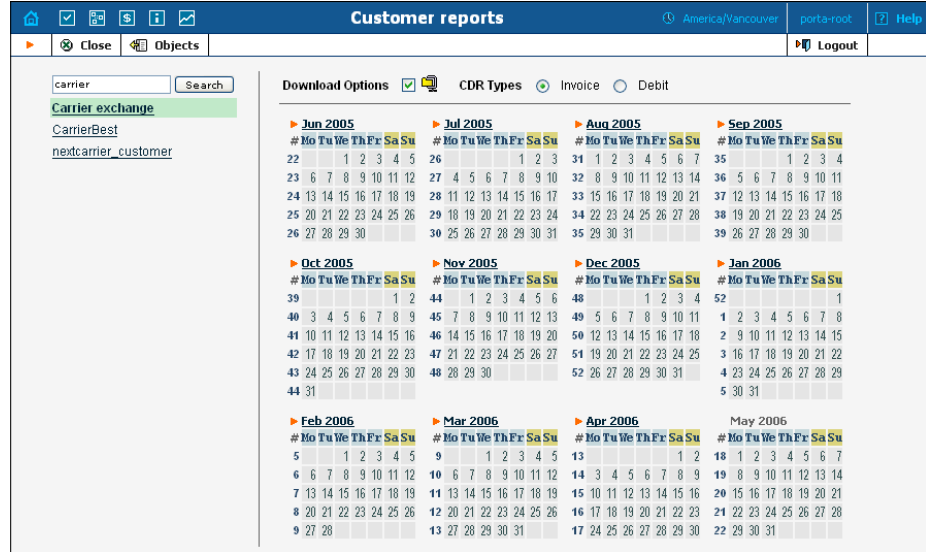 Customer reports
America/Vancouver
porta-root
? Help
Close
Objects
Logout
carrier
Search
Carrier exchange
CarrierBest
nextcarrier_customer
Download Options
CDR Types
Invoice
Debit
Jun 2005 Jul 2005 Aug 2005 Sep 2005
# Mo Tu We Th Fr Sa Su # Mo Tu We Th Fr Sa Su # Mo Tu We Th Fr Sa Su # Mo Tu We Th Fr Sa Su
22 1 2 3 4 5 26 1 2 3 31 1 2 3 4 5 6 7 35 1 2 3 4
23 6 7 8 9 10 11 12 27 4 5 6 7 8 9 10 32 8 9 10 11 12 13 14 36 5 6 7 8 9 10 11
24 13 14 15 16 17 18 19 28 11 12 13 14 15 16 17 33 15 16 17 18 19 20 21 37 12 13 14 15 16 17 18
25 20 21 22 23 24 25 26 29 18 19 20 21 22 23 24 34 22 23 24 25 26 27 28 38 19 20 21 22 23 24 25
26 27 28 29 30 30 25 26 27 28 29 30 31 35 29 30 31 39 26 27 28 29 30
Oct 2005 Nov 2005 Dec 2005 Jan 2006
# Mo Tu We Th Fr Sa Su # Mo Tu We Th Fr Sa Su # Mo Tu We Th Fr Sa Su # Mo Tu We Th Fr Sa Su
39 1 2 44 1 2 3 4 5 6 48 1 2 3 4 52 1
40 3 4 5 6 7 8 9 45 7 8 9 10 11 12 13 49 5 6 7 8 9 10 11 1 2 3 4 5 6 7 8
41 10 11 12 13 14 15 16 46 14 15 16 17 18 19 20 50 12 13 14 15 16 17 18 2 9 10 11 12 13 14 15
42 17 18 19 20 21 22 23 47 21 22 23 24 25 26 27 51 19 20 21 22 23 24 25 3 16 17 18 19 20 21 22
43 24 25 26 27 28 29 30 48 28 29 30 52 26 27 28 29 30 31 4 23 24 25 26 27 28 29
44 31 5 30 31
Feb 2006 Mar 2006 Apr 2006 May 2006
# Mo Tu We Th Fr Sa Su # Mo Tu We Th Fr Sa Su # Mo Tu We Th Fr Sa Su # Mo Tu We Th Fr Sa Su
5 1 2 3 4 5 9 1 2 3 4 5 13 1 2 18 1 2 3 4 5 6 7
6 6 7 8 9 10 11 12 10 6 7 8 9 10 11 12 14 3 4 5 6 7 8 9 19 8 9 10 11 12 13 14
7 13 14 15 16 17 18 19 11 13 14 15 16 17 18 19 15 10 11 12 13 14 15 16 20 15 16 17 18 19 20 21
8 20 21 22 23 24 25 26 12 20 21 22 23 24 25 26 16 17 18 19 20 21 22 23 21 22 23 24 25 26 27 28
9 27 28 13 27 28 29 30 31 17 24 25 26 27 28 29 30 22 29 30 31